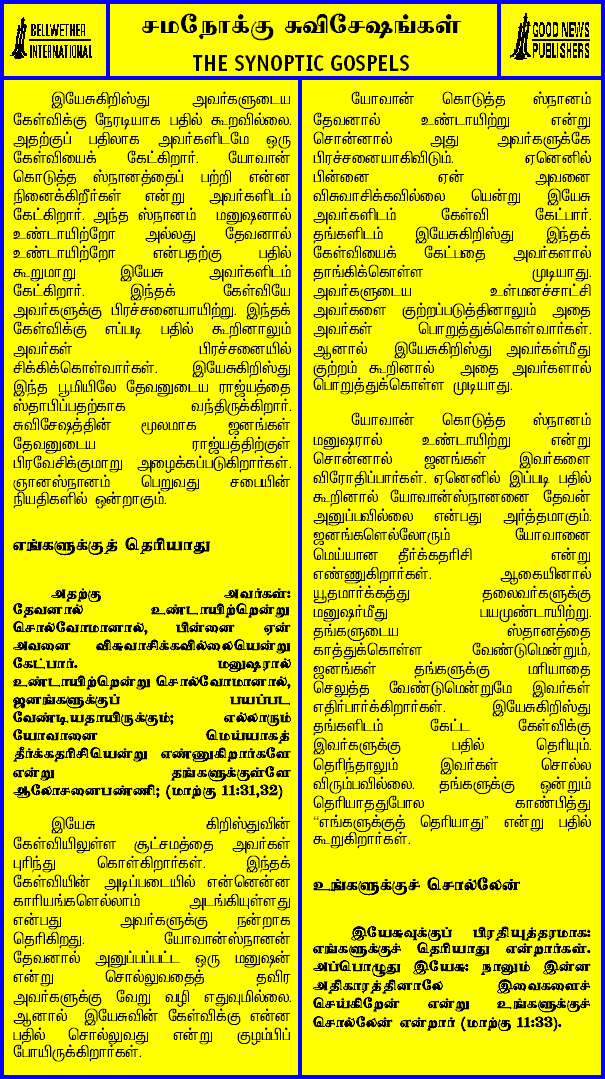 BELLWETHER
INTERNATIONAL
சமநோக்கு சுவிசேஷங்கள்
THE SYNOPTIC GOSPELS
GOOD NEWS
PUBLISHERS
இயேசுகிறிஸ்து அவர்களுடைய
கேள்விக்கு நேரடியாக பதில் கூறவில்லை.
அதற்குப் பதிலாக அவர்களிடமே ஒரு
கேள்வியைக் கேட்கிறார். யோவான்
கொடுத்த ஸ்நானத்தைப் பற்றி என்ன
நினைக்கிறீர்கள் என்று அவர்களிடம்
கேட்கிறார். அந்த ஸ்நானம் மனுஷனால்
உண்டாயிற்றோ அல்லது தேவனால்
உண்டாயிற்றோ என்பதற்கு பதில்
கூறுமாறு இயேசு அவர்களிடம்
கேட்கிறார். இந்தக் கேள்வியே
அவர்களுக்கு பிரச்சனையாயிற்று. இந்தக்
கேள்விக்கு எப்படி பதில் கூறினாலும்
அவர்கள் பிரச்சனையில்
சிக்கிக்கொள்வார்கள். இயேசுகிறிஸ்து
இந்த பூமியிலே தேவனுடைய ராஜ்யத்தை
ஸ்தாபிப்பதற்காக வந்திருக்கிறார்.
சுவிசேஷத்தின் மூலமாக ஜனங்கள்
தேவனுடைய ராஜ்யத்திற்குள்
பிரவேசிக்குமாறு அழைக்கப்படுகிறார்கள்.
ஞானஸ்நானம் பெறுவது சபையின்
நியதிகளில் ஒன்றாகும்.
எங்களுக்குத் தெரியாது
அதற்கு அவர்கள்:
தேவனால் உண்டாயிற்றென்று
சொல்வோமானால், பின்னை ஏன்
அவனை விசுவாசிக்கவில்லையென்று
கேட்பார். மனுஷரால்
உண்டாயிற்றென்று சொல்வோமானால்,
ஜனங்களுக்குப் பயப்பட
வேண்டியதாயிருக்கும்; எல்லாரும்
யோவானை மெய்யாகத்
தீர்க்கதரிசியென்று எண்ணுகிறார்களே
என்று தங்களுக்குள்ளே
ஆலோசனைபண்ணி; (மாற்கு 11:31,32)
இயேசு கிறிஸ்துவின்
கேள்வியிலுள்ள சூட்சமத்தை அவர்கள்
புரிந்து கொள்கிறார்கள். இந்தக்
கேள்வியின் அடிப்படையில் என்னென்ன
காரியங்களெல்லாம் அடங்கியுள்ளது
என்பது அவர்களுக்கு நன்றாக
தெரிகிறது. யோவான்ஸ்நானன்
தேவனால் அனுப்பப்பட்ட ஒரு மனுஷன்
என்று சொல்லுவதைத் தவிர
அவர்களுக்கு வேறு வழி எதுவுமில்லை.
ஆனால் இயேசுவின் கேள்விக்கு என்ன
பதில் சொல்லுவது என்று குழம்பிப்
போயிருக்கிறார்கள்.
யோவான் கொடுத்த ஸ்நானம்
தேவனால் உண்டாயிற்று என்று
சொன்னால் அது அவர்களுக்கே
பிரச்சனையாகிவிடும். ஏனெனில்
பின்னை ஏன் அவனை
விசுவாசிக்கவில்லை யென்று இயேசு
அவர்களிடம் கேள்வி கேட்பார்.
தங்களிடம் இயேசுகிறிஸ்து இந்தக்
கேள்வியைக் கேட்பதை அவர்களால்
தாங்கிக்கொள்ள முடியாது.
அவர்களுடைய உள்மனச்சாட்சி
அவர்களை குற்றப்படுத்தினாலும் அதை
அவர்கள் பொறுத்துக்கொள்வார்கள்.
ஆனால் இயேசுகிறிஸ்து அவர்கள்மீது
குற்றம் கூறினால் அதை அவர்களால்
பொறுத்துக்கொள்ள முடியாது.
யோவான் கொடுத்த ஸ்நானம்
மனுஷரால் உண்டாயிற்று என்று
சொன்னால் ஜனங்கள் இவர்களை
விரோதிப்பார்கள். ஏனெனில் இப்படி பதில்
கூறினால் யோவான்ஸ்நானனை தேவன்
அனுப்பவில்லை என்பது அர்த்தமாகும்.
ஜனங்களெல்லோரும் யோவானை
மெய்யான தீர்க்கதரிசி என்று
எண்ணுகிறார்கள். ஆகையினால்
யூதமார்க்கத்து தலைவர்களுக்கு
மனுஷர்மீது பயமுண்டாயிற்று.
தங்களுடைய ஸ்தானத்தை
காத்துக்கொள்ள வேண்டுமென்றும்,
ஜனங்கள் தங்களுக்கு மரியாதை
செலுத்த வேண்டுமென்றுமே இவர்கள்
எதிர்பார்க்கிறார்கள். இயேசுகிறிஸ்து
தங்களிடம் கேட்ட கேள்விக்கு
இவர்களுக்கு பதில் தெரியும்.
தெரிந்தாலும் இவர்கள் சொல்ல
விரும்பவில்லை. தங்களுக்கு ஒன்றும்
தெரியாததுபோல காண்பித்து
“எங்களுக்குத் தெரியாது” என்று பதில்
கூறுகிறார்கள்.
உங்களுக்குச் சொல்லேன்
இயேசுவுக்குப் பிரதியுத்தரமாக:
எங்களுக்குச் தெரியாது என்றார்கள்.
அப்பொழுது இயேசு: நானும் இன்ன
அதிகாரத்தினாலே இவைகளைச்
செய்கிறேன் என்று உங்களுக்குச்
சொல்லேன் என்றார் (மாற்கு 11:33).